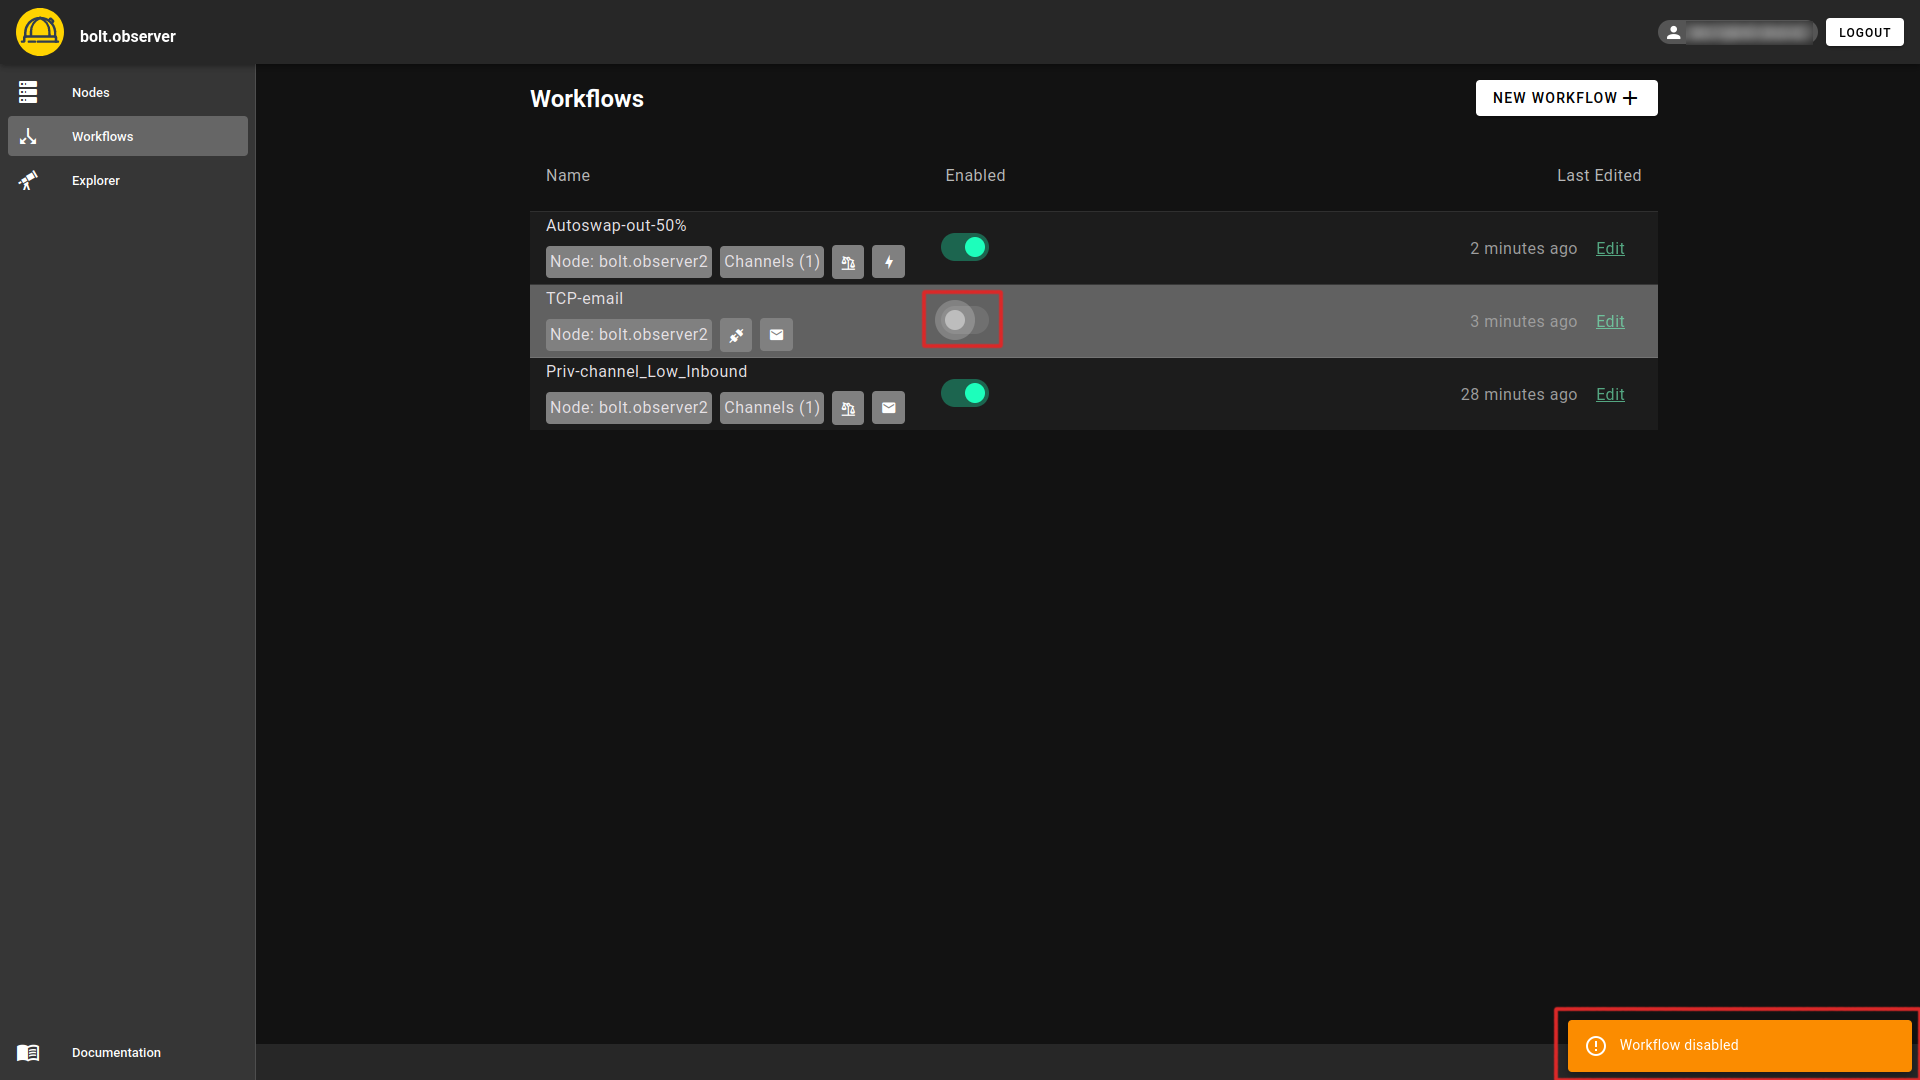 bolt.observer
LOGOUT
Nodes
Workflows
Explorer
Workflows
NEW WORKFLOW
Name Enabled Last Edited
Autoswap-out-50%
Node: bolt.observer2 Channels (1)
2 minutes ago Edit
TCP-email
Node: bolt.observer2
3 minutes ago Edit
Priv-channel_Low_Inbound
Node: bolt.observer2 Channels (1)
28 minutes ago Edit
Documentation
Workflow disabled